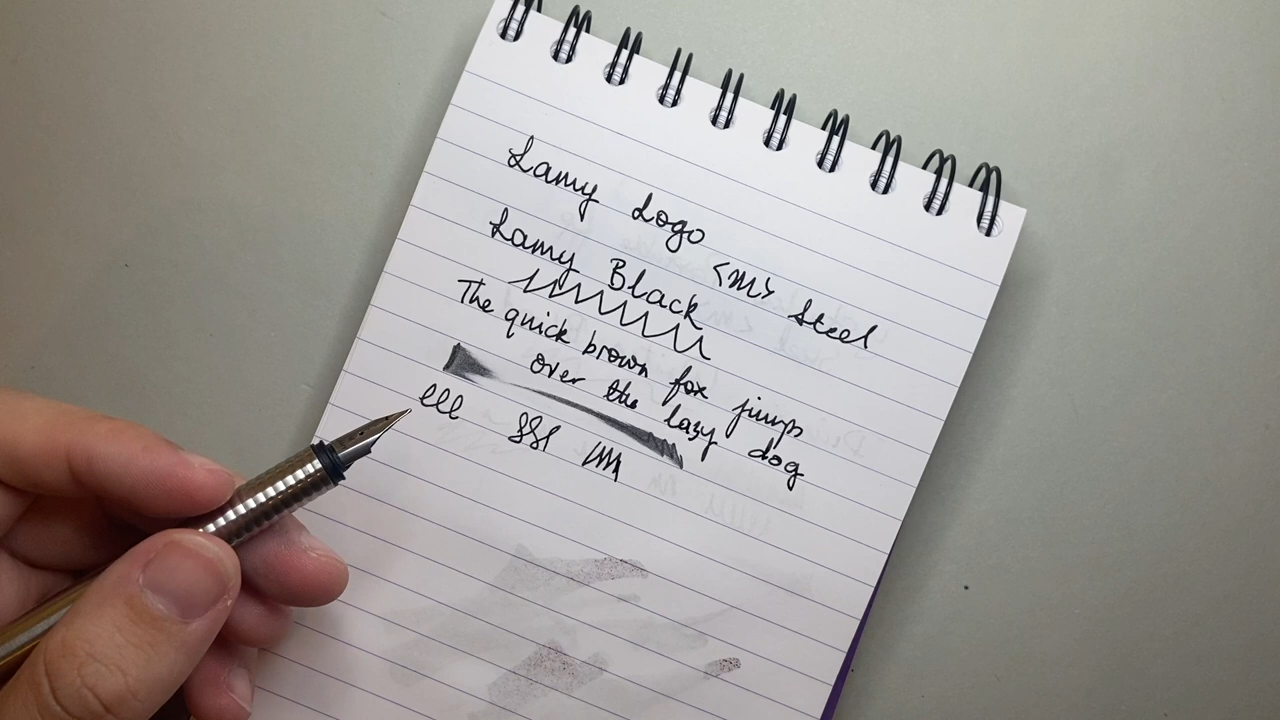 Lamy Logo <M> Steel
Lamy Black
The quick brown fox jumps
over the lazy dog